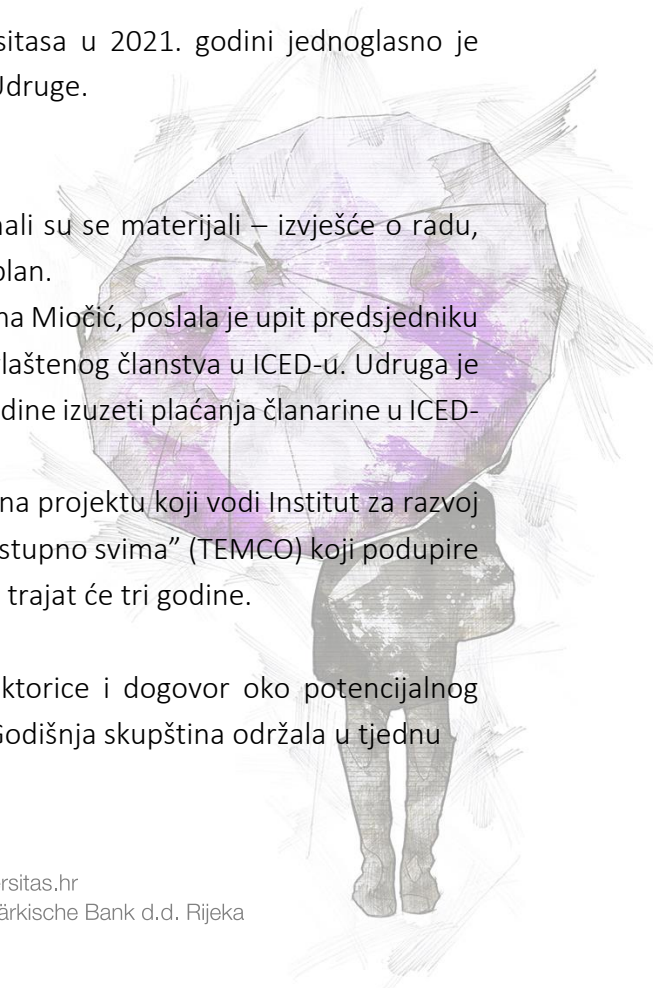 sitasa u 2021. godini jednoglasno je
Udruge.
nali su se materijali – izvješće o radu,
plan.
na Miočić, poslala je upit predsjedniku
laštenog članstva u ICED-u. Udruga je
dine izuzeti plaćanja članarine u ICED-
na projektu koji vodi Institut za razvoj
stupno svima” (TEMCO) koji podupire
trajat će tri godine.
ktorice i dogovor oko potencijalnog
Godišnja skupština održala u tjednu
rsitas.hr
ärkische Bank d.d. Rijeka